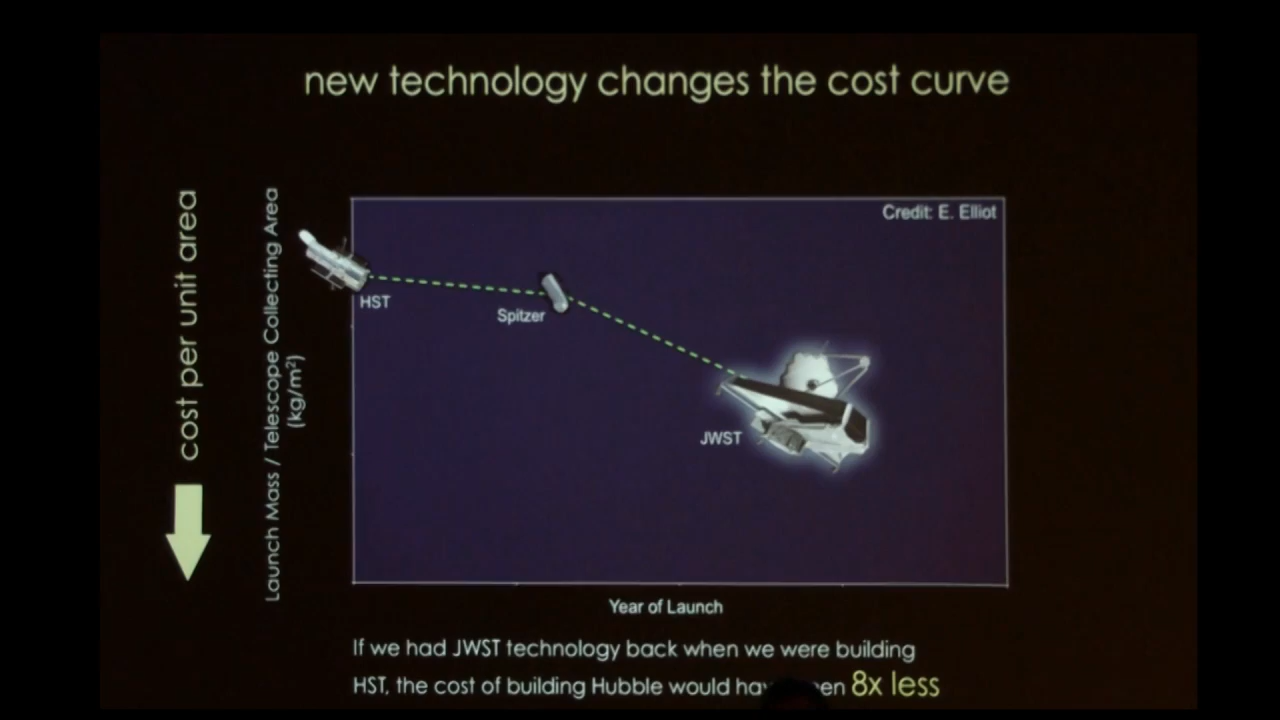 new technology changes the cost curve
cost per unit area
Launch Mass / Telescope Collecting Area
(kg/m²)
Credit: E. Elliot
HST
Spitzer
JWST
Year of Launch
If we had JWST technology back when we were building
HST, the cost of building Hubble would 8x less